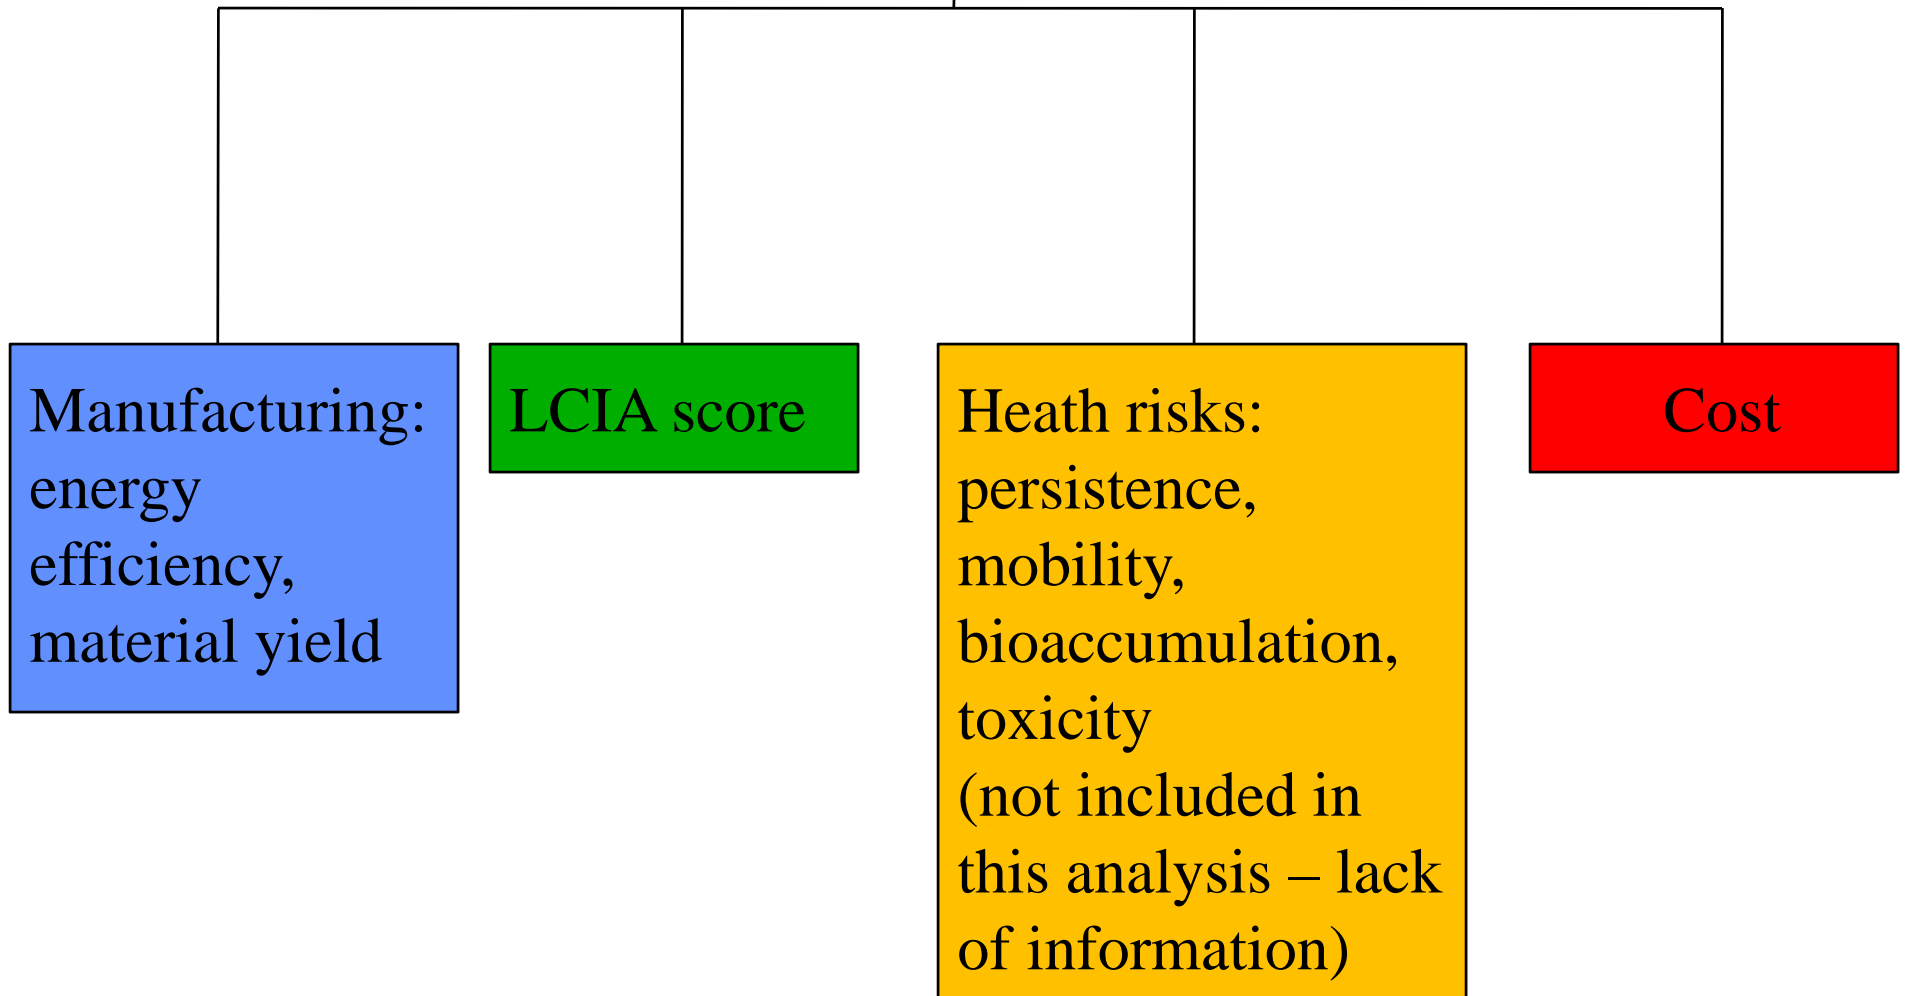 Manufacturing:
energy
efficiency,
material yield
LCIA score
Heath risks:
persistence,
mobility,
bioaccumulation,
toxicity
(not included in
this analysis – lack
of information)
Cost